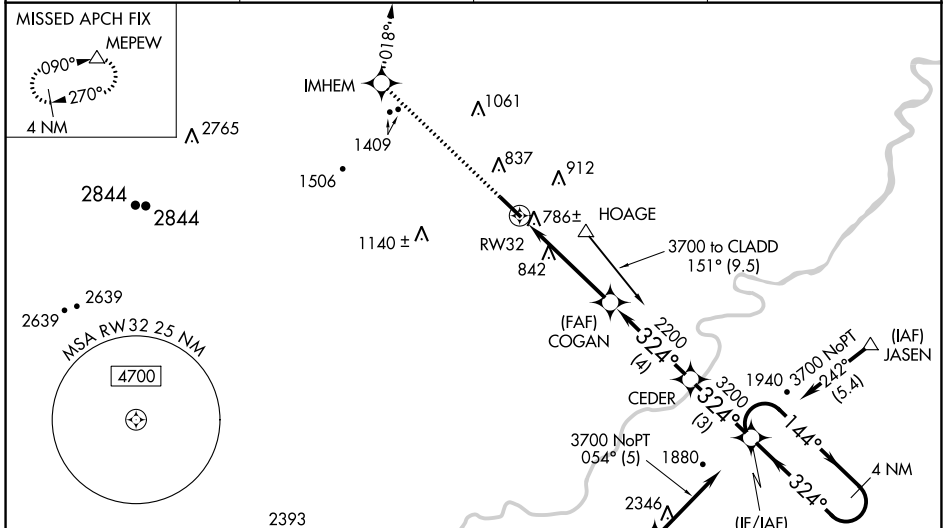 MISSED APCH FIX
MEPEW
090°
270°
4 NM
018°
IMHEM
1061
2765
1409
837
912
1506
2844
2844
786±
HOAGE
1140 ±
RW32
842
3700 to CLADD
151° (9.5)
2639
2639
(FAF)
COGAN
2200
324°
(4)
MSA RW32 25 NM
4700
CEDER
3200
324°
(3)
1940
3700 NoPT
242°
(5.4)
(IAF)
JASEN
144°
3700 NoPT
054° (5)
1880
4 NM
324°
2346
2393
(IF/IAF)